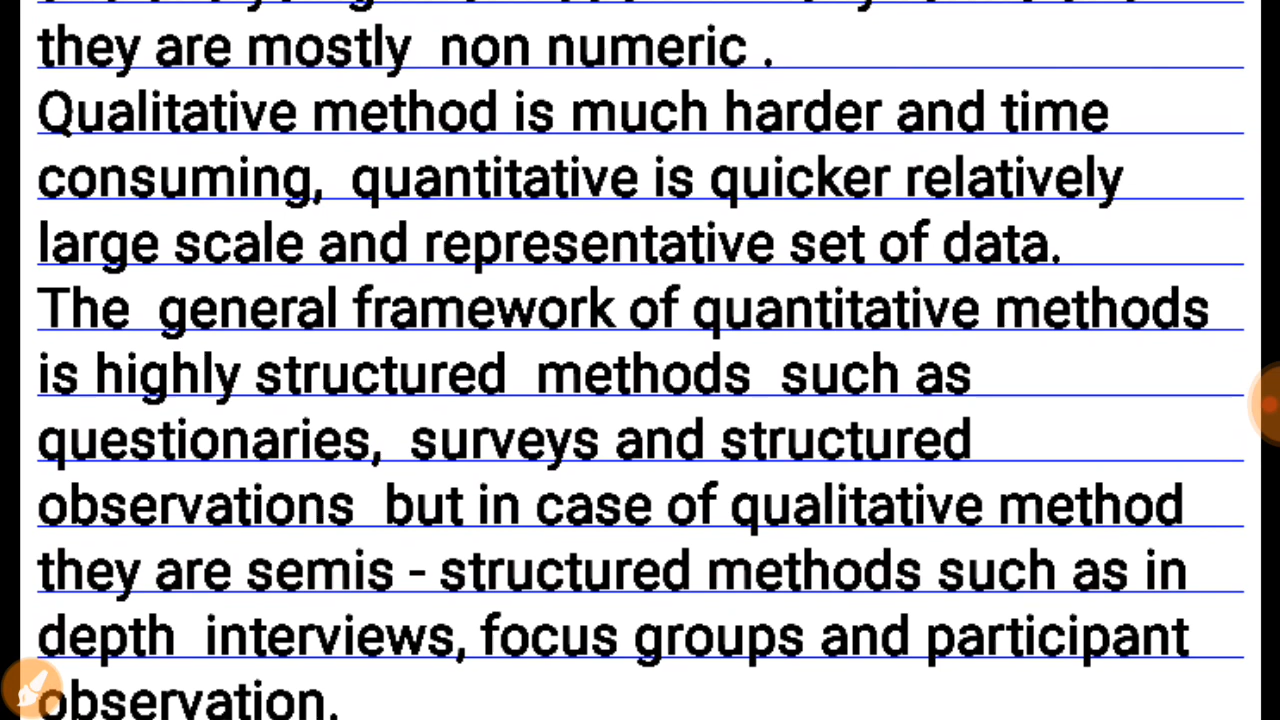 they are mostly non numeric .
Qualitative method is much harder and time
consuming, quantitative is quicker relatively
large scale and representative set of data.
The general framework of quantitative methods
is highly structured methods such as
questionaries, surveys and structured
observations but in case of qualitative method
they are semis - structured methods such as in
depth interviews, focus groups and participant
observation.